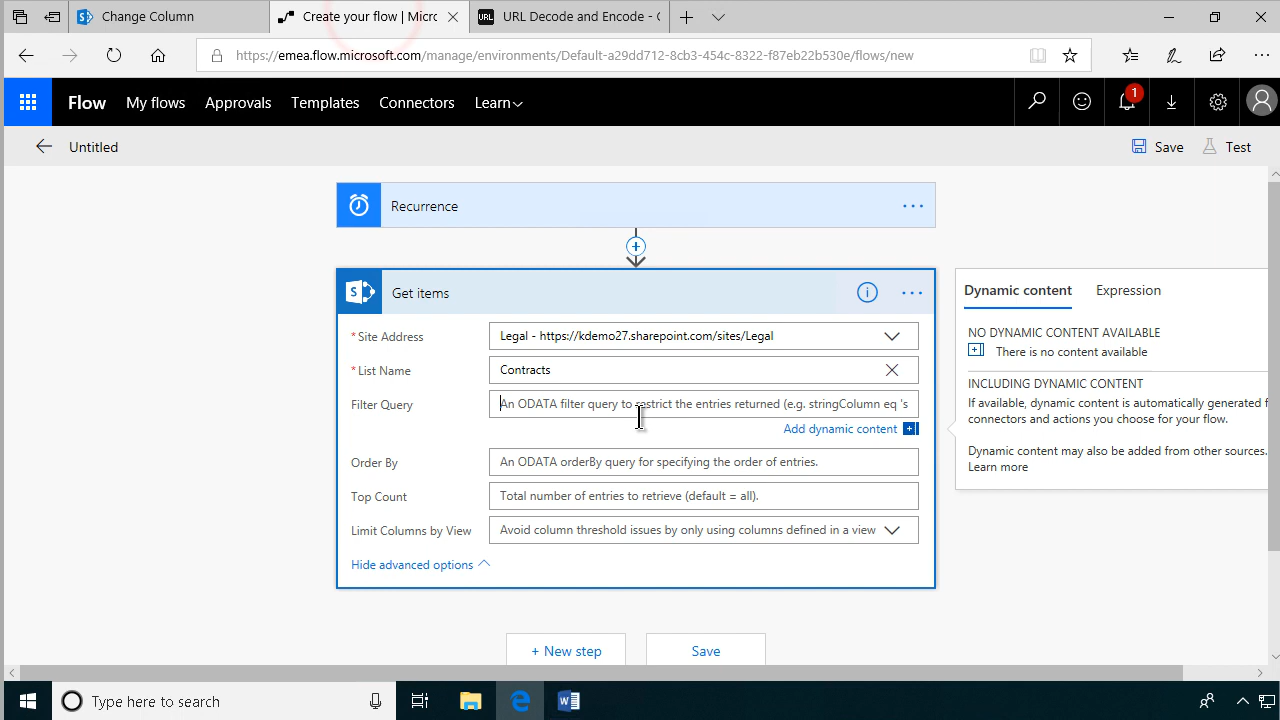 Change Column
Create your flow | Micr
URL
URL Decode and Encode - 
https://emea.flow.microsoft.com/manage/environments/Default-a29dd712-8cb3-454c-8322-f87eb22b530e/flows/new
Flow
My flows
Approvals
Templates
Connectors
Learn
1
Untitled
Save
Test
Recurrence
Get items
*Site Address
Legal - https://kdemo27.sharepoint.com/sites/Legal
*List Name
Contracts
Filter Query
An ODATA filter query to restrict the entries returned (e.g. stringColumn eq 's
Add dynamic content
Order By
An ODATA orderBy query for specifying the order of entries.
Top Count
Total number of entries to retrieve (default = all).
Limit Columns by View
Avoid column threshold issues by only using columns defined in a view
Hide advanced options
+ New step
Save
Dynamic content
Expression
NO DYNAMIC CONTENT AVAILABLE
There is no content available
INCLUDING DYNAMIC CONTENT
If available, dynamic content is automatically generated f
connectors and actions you choose for your flow.
Dynamic content may also be added from other sources.
Learn more
Type here to search